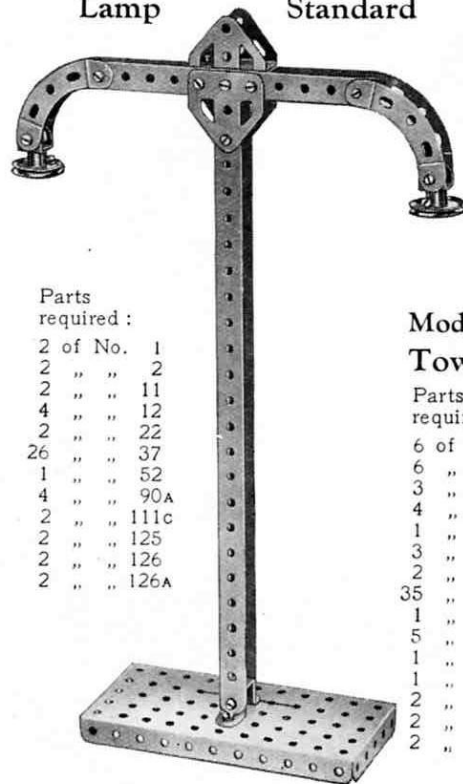 Lamp Standard
Parts
required :
2 of No. 1
2 „ „ 2
2 „ „ 11
4 „ „ 12
2 „ „ 22
26 „ „ 37
1 „ „ 52
4 „ „ 90A
2 „ „ 111c
2 „ „ 125
2 „ „ 126
2 „ „ 126A
Mod
Tow
Parts
requir
6 of
6 „
3 „
4 „
1 „
3 „
2 „
35 „
1 „
5 „
1 „
1 „
2 „
2 „
2 „